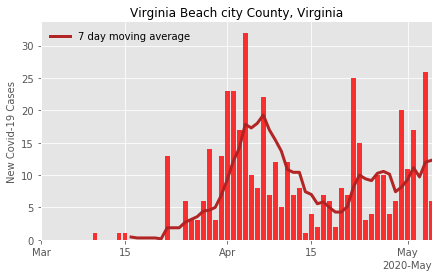 Virginia Beach city County, Virginia
7 day moving average
New Covid-19 Cases
30
25
20
15
10
5
0
Mar 15 Apr 15 May
2020-May